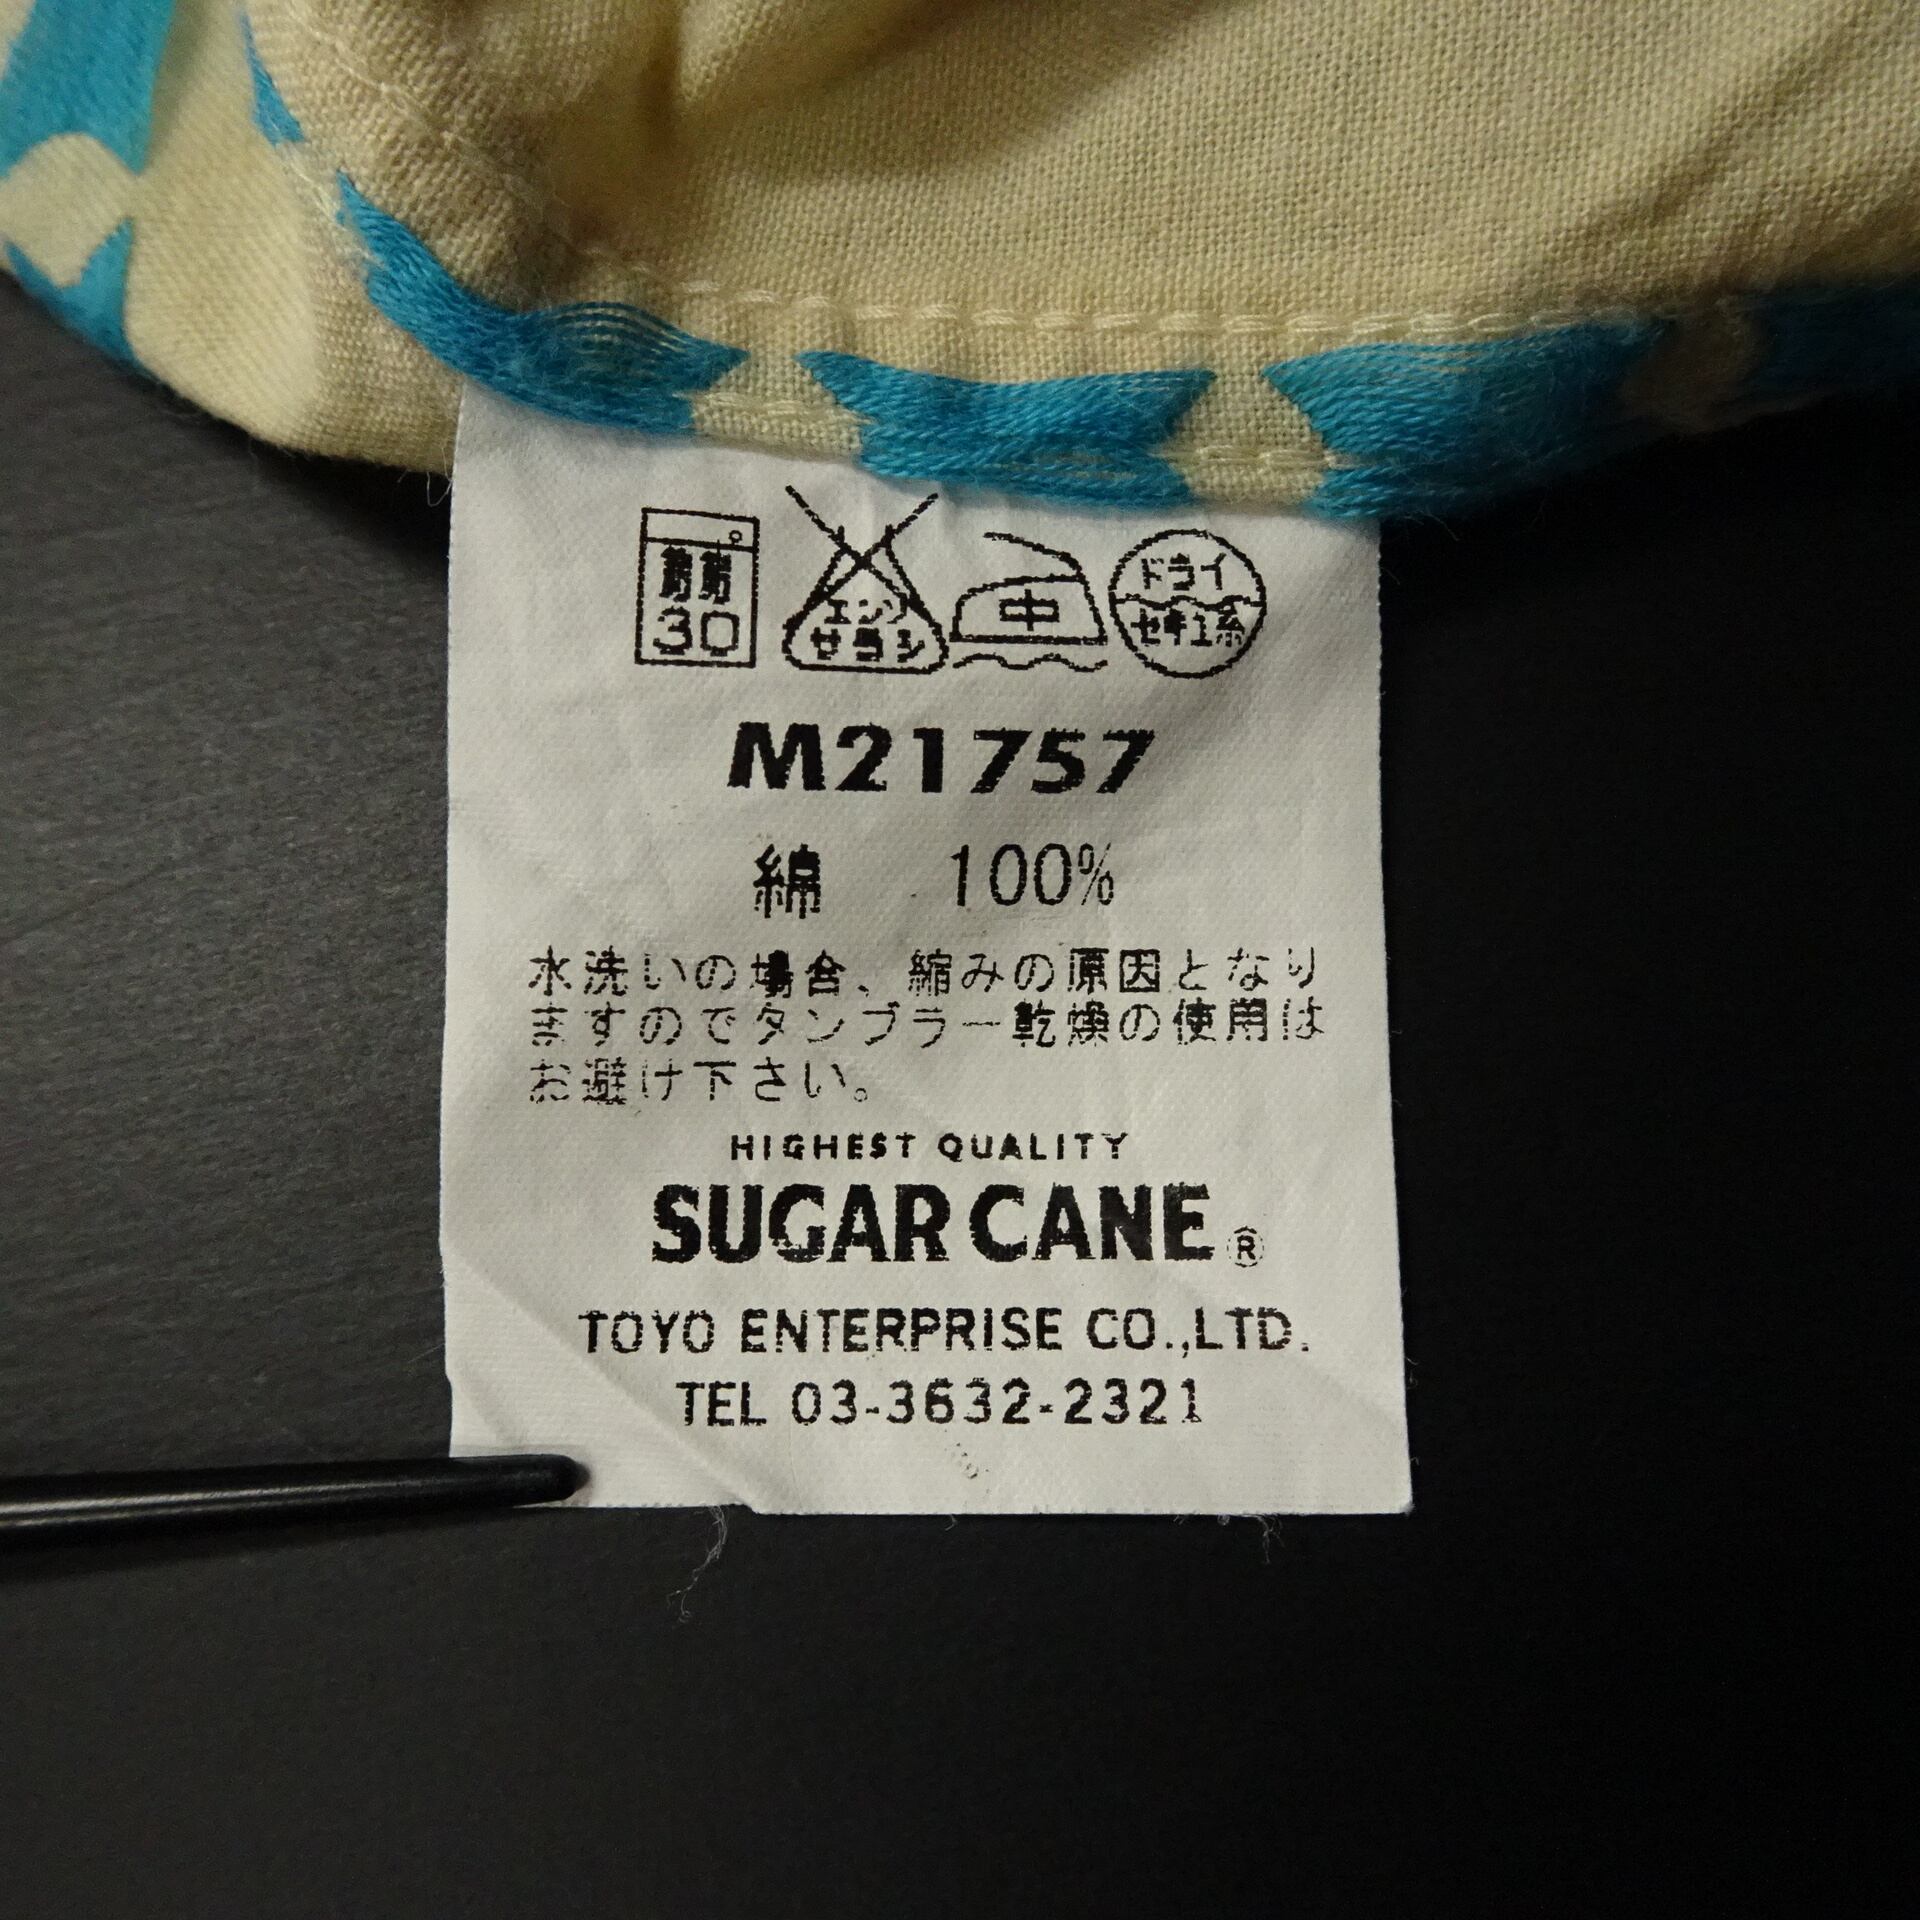 30
エンソ
サラシ
中
ドライ
セキユ系
M21757
綿 100%
水洗いの場合、縮みの原因となり
ますのでタンブラー乾燥の使用は
お避け下さい。
HIGHEST QUALITY
SUGAR CANE ®
TOYO ENTERPRISE CO.,LTD.
TEL 03-3632-2321